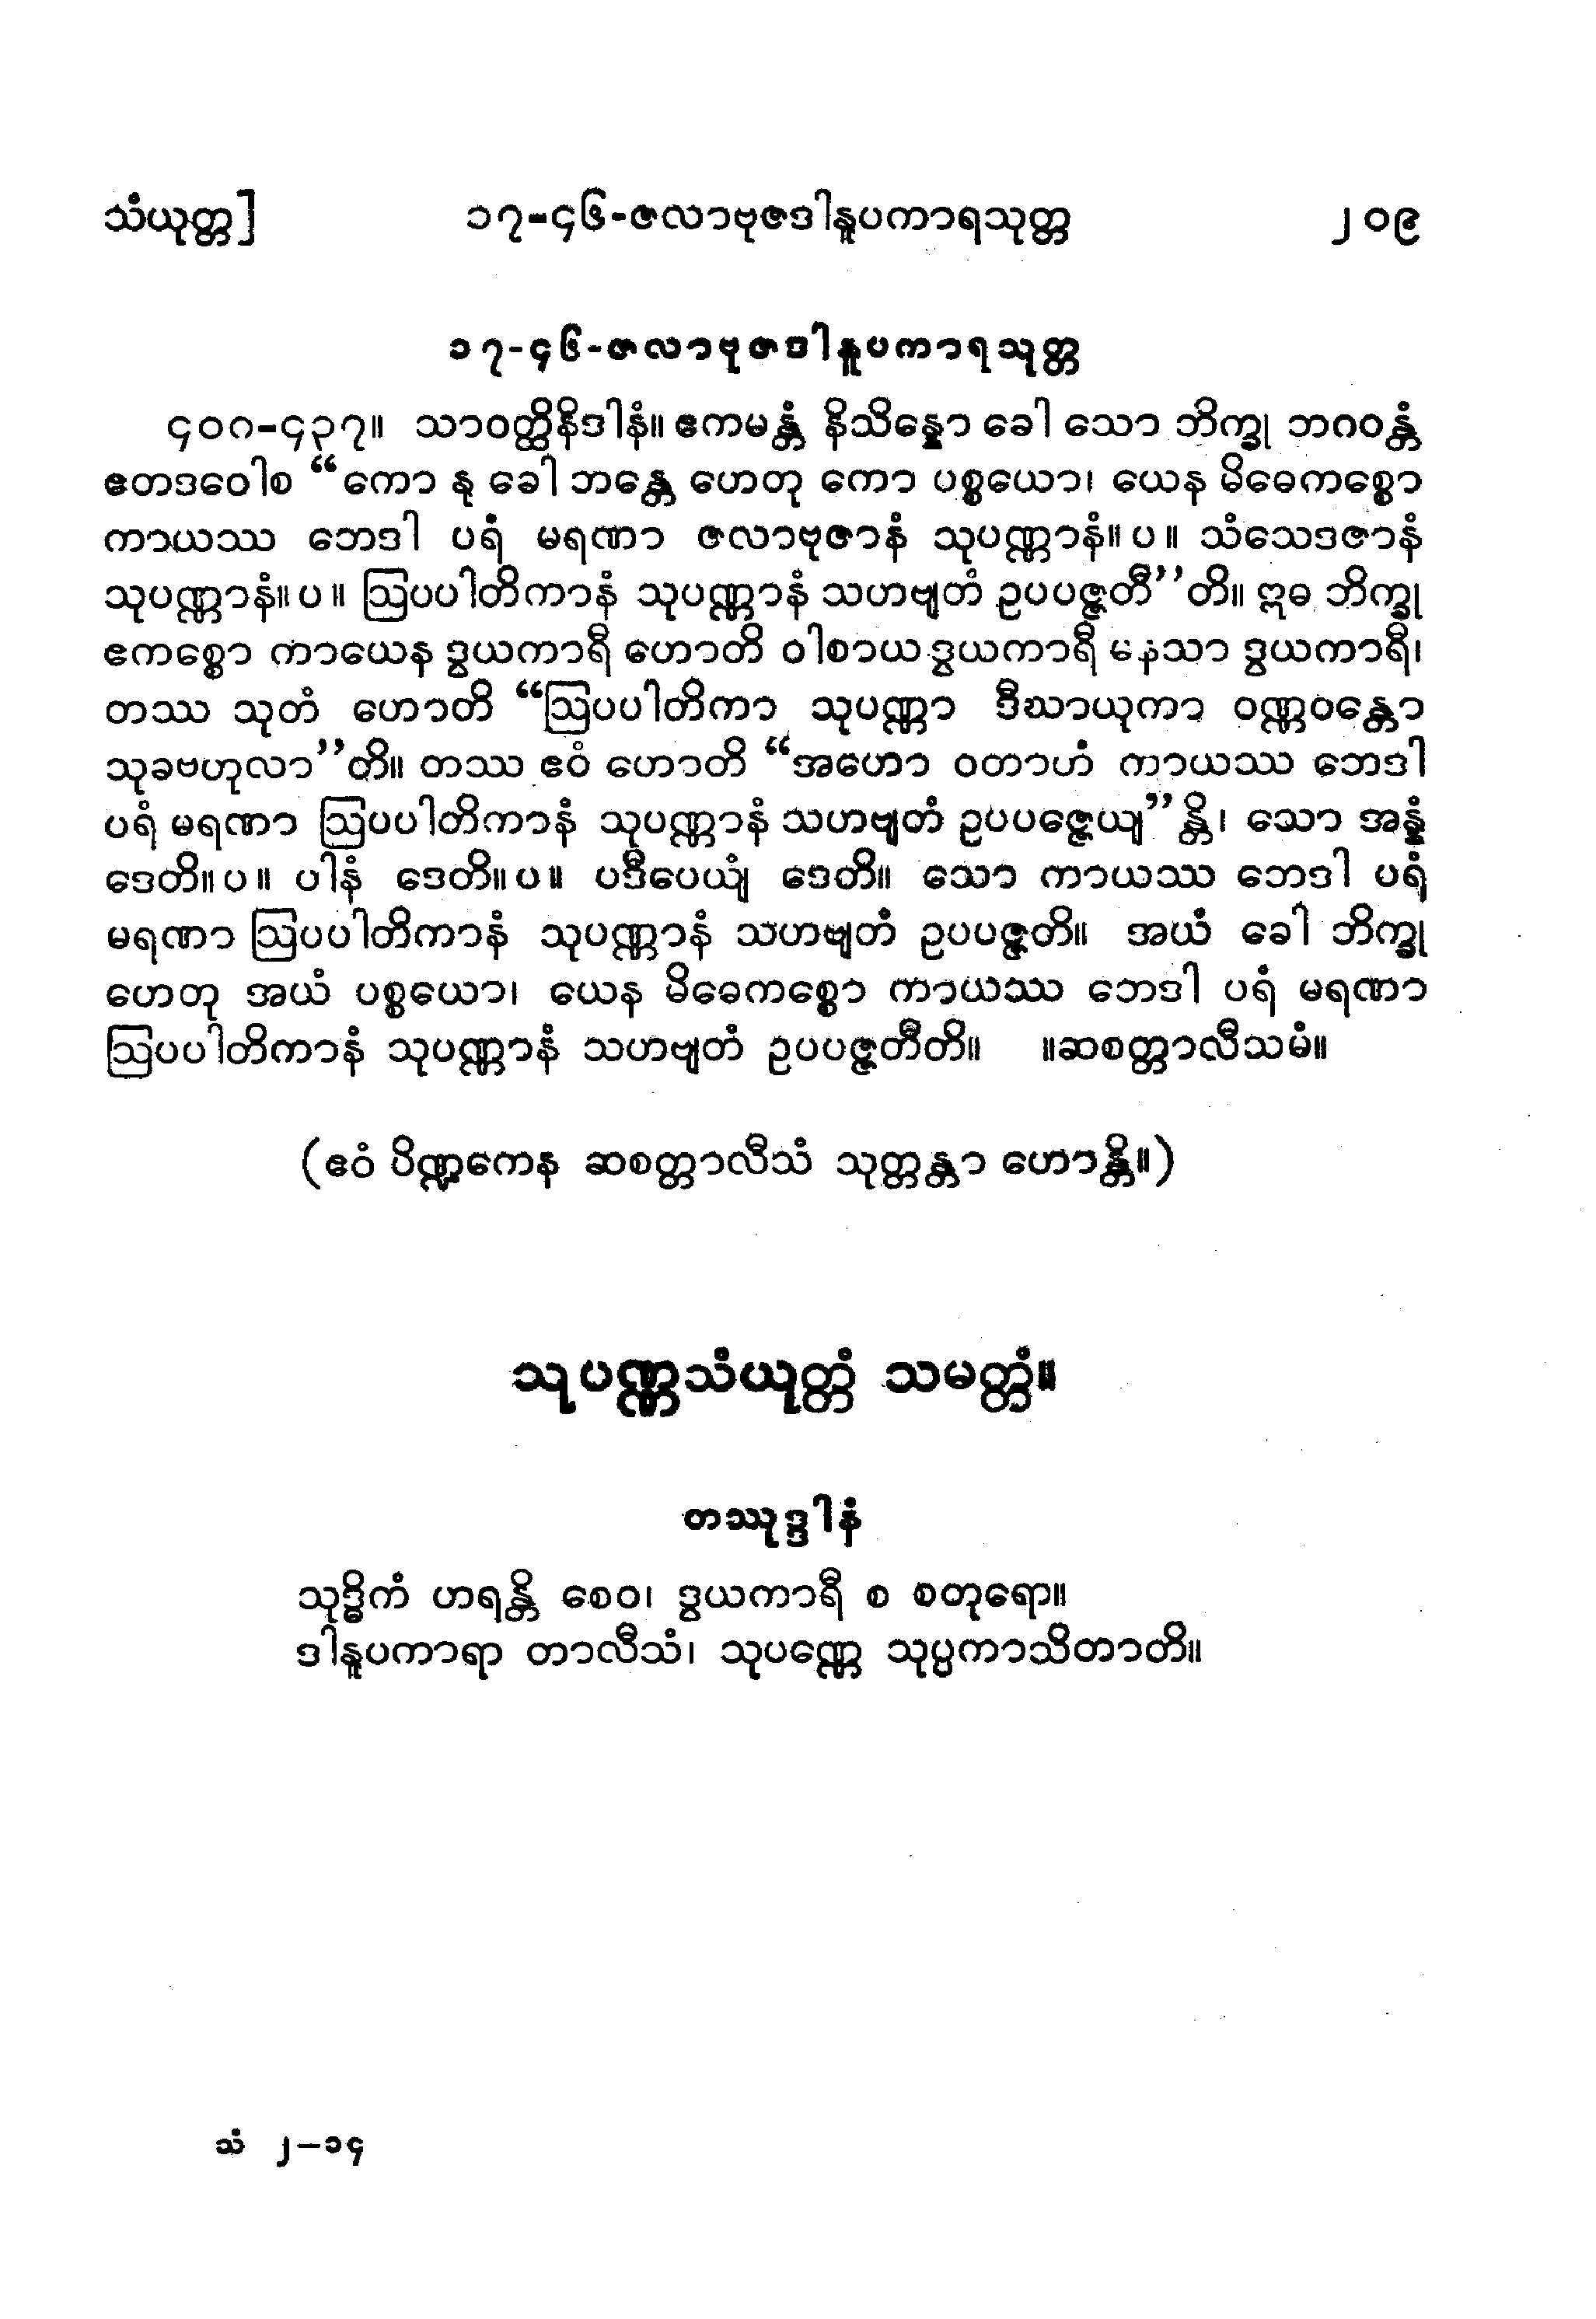 သံယုတ္တ] ၁၇-၄၆-ဇလာဗုဇဒါနူပကာရသုတ္တ ၂၀၉
၁၇-၄၆-ဇလာဗုဇဒါနူပကာရသုတ္တ
၄၀၈-၄၃၇။ သာဝတ္ထိနိဒါနံ။ ဧကမန္တံ နိသိန္နော ခေါ သော ဘိက္ခု ဘဂဝန္တံ
ဧတဒဝေါစ “ကော နု ခေါ ဘန္တေ ဟေတု ကော ပစ္စယော၊ ယေန မိဓေကစ္စော
ကာယဿ ဘေဒါ ပရံ မရဏာ ဇလာဗုဇာနံ သုပဏ္ဏာနံ။ ပ ။ သံသေဒဇာနံ
သုပဏ္ဏာနံ။ ပ ။ ဩပပါတိကာနံ သုပဏ္ဏာနံ သဟဗျတံ ဥပပဇ္ဇတီ’’တိ။ ဣဓ ဘိက္ခု
ဧကစ္စော ကာယေန ဒွယကာရီ ဟောတိ ဝါစာယ ဒွယကာရီ မနသာ ဒွယကာရီ၊
တဿ သုတံ ဟောတိ “ဩပပါတိကာ သုပဏ္ဏာ ဒီဃာယုကာ ဝဏ္ဏဝန္တော
သုခဗဟုလာ’’တိ။ တဿ ဧဝံ ဟောတိ “အဟော ဝတာဟံ ကာယဿ ဘေဒါ
ပရံ မရဏာ ဩပပါတိကာနံ သုပဏ္ဏာနံ သဟဗျတံ ဥပပဇ္ဇေယျ”န္တိ၊ သော အန္နံ
ဒေတိ။ ပ ။ ပါနံ ဒေတိ။ ပ ။ ပဒီပေယျံ ဒေတိ။ သော ကာယဿ ဘေဒါ ပရံ
မရဏာ ဩပပါတိကာနံ သုပဏ္ဏာနံ သဟဗျတံ ဥပပဇ္ဇတိ။ အယံ ခေါ ဘိက္ခု
ဟေတု အယံ ပစ္စယော၊ ယေန မိဓေကစ္စော ကာယဿ ဘေဒါ ပရံ မရဏာ
ဩပပါတိကာနံ သုပဏ္ဏာနံ သဟဗျတံ ဥပပဇ္ဇတီတိ။ ။ဆစတ္တာလီသမံ။
(ဧဝံ ပိဏ္ဍကေန ဆစတ္တာလီသံ သုတ္တန္တာ ဟောန္တိ။)
သုပဏ္ဏသံယုတ္တံ သမတ္တံ။
တဿုဒ္ဒါနံ
သုဒ္ဓိကံ ဟရန္တိ စေဝ၊ ဒွယကာရီ စ စတုရော။
ဒါနူပကာရာ တာလီသံ၊ သုပဏ္ဏေ သုပ္ပကာသိတာတိ။
သံ ၂–၁၄